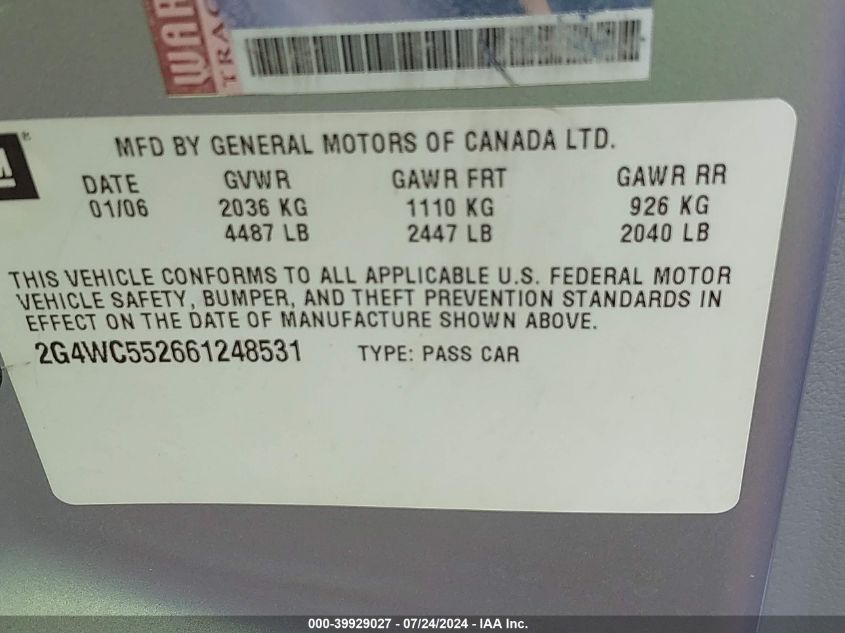 MFD BY GENERAL MOTORS OF CANADA LTD.
DATE GVWR GAWR FRT GAWR RR
01/06 2036 KG 1110 KG 926 KG
4487 LB 2447 LB 2040 LB
THIS VEHICLE CONFORMS TO ALL APPLICABLE U.S. FEDERAL MOTOR
VEHICLE SAFETY, BUMPER, AND THEFT PREVENTION STANDARDS IN
EFFECT ON THE DATE OF MANUFACTURE SHOWN ABOVE.
2G4WC552661248531 TYPE: PASS CAR
000-39929027 - 07/24/2024 - IAA Inc.